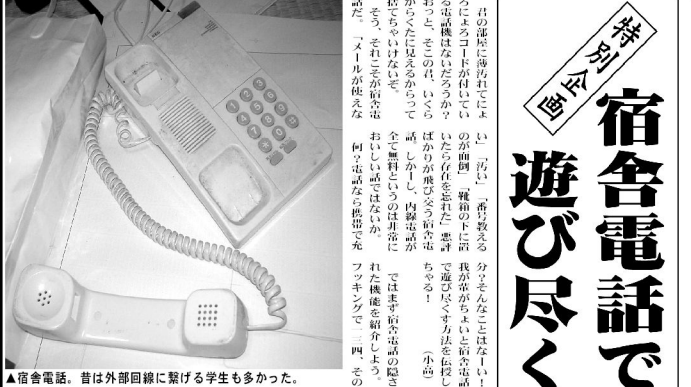 特別企画
宿舎電話で
遊び尽く
君の部屋に薄汚れてにょ
ろにょろコードが付いてい
る電話機はないだろうか?
おっと、そこの君、いくら
がらくたに見えるからって
捨てちゃいけないぞ。
そう、それこそが宿舎電
話だ。「メールが使えな
い」「汚い」「番号教える
のが面倒」「靴箱の下に置
いたら存在を忘れた」悪評
ばかりが飛び交う宿舎電
話。しかーし、内線電話が
全て無料というのは非常に
おいしい話ではないか。
何?電話なら携帯で充
分?そんなことはなーい!
我が輩がちょいと宿舎電話
で遊び尽くす方法を伝授し
ちゃる! (小高)
ではまず宿舎電話の隠さ
れた機能を紹介しよう。
フッキングで一三四、その
▲宿舎電話。昔は外部回線に繋げる学生も多かった。